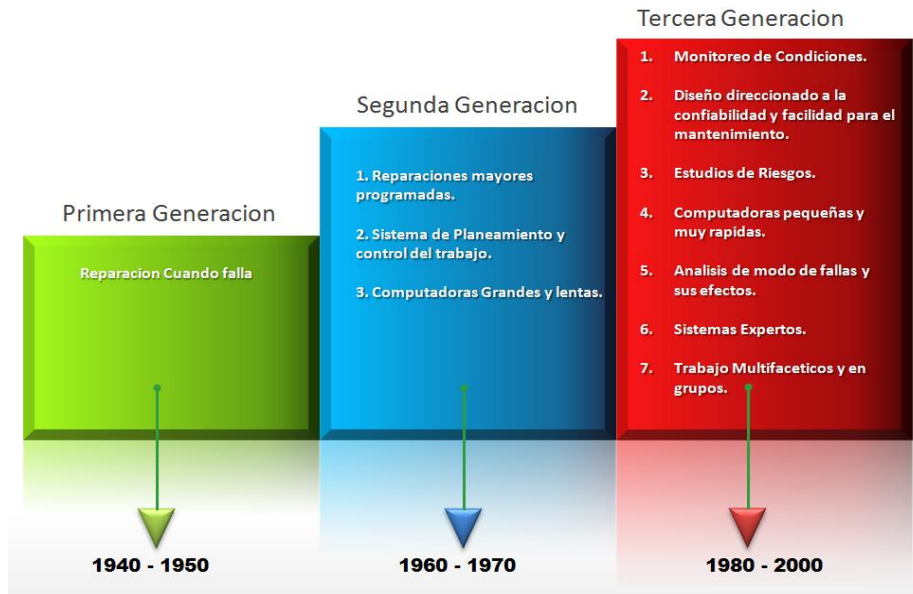 Primera Generacion
Reparacion Cuando falla
1940 - 1950
Segunda Generacion
1. Reparaciones mayores
programadas.
2. Sistema de Planeamiento y
control del trabajo.
3. Computadoras Grandes y lentas.
1960 - 1970
Tercera Generacion
1. Monitoreo de Condiciones.
2. Diseño direccionado a la
confiabilidad y facilidad para el
mantenimiento.
3. Estudios de Riesgos.
4. Computadoras pequeñas y
muy rapidas.
5. Analisis de modo de fallas y
sus efectos.
6. Sistemas Expertos.
7. Trabajo Multifaceticos y en
grupos.
1980 - 2000